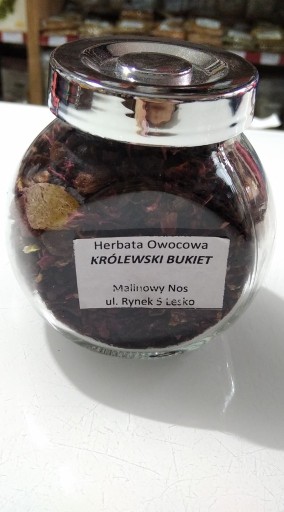 Herbata Owocowa
KRÓLEWSKI BUKIET
Malinowy Nos
ul. Rynek 5 Lesko